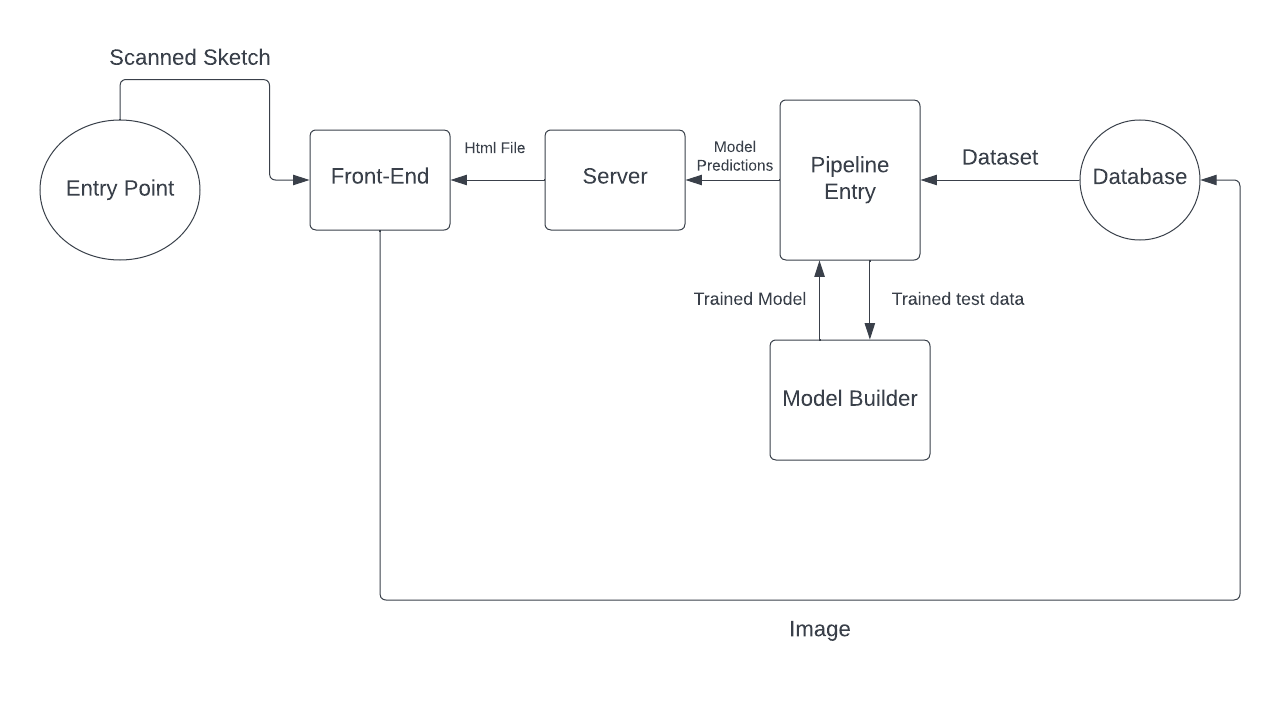 Scanned Sketch
Entry Point
Front-End
Html File
Server
Model
Predictions
Pipeline
Entry
Dataset
Database
Trained Model
Trained test data
Model Builder
Image